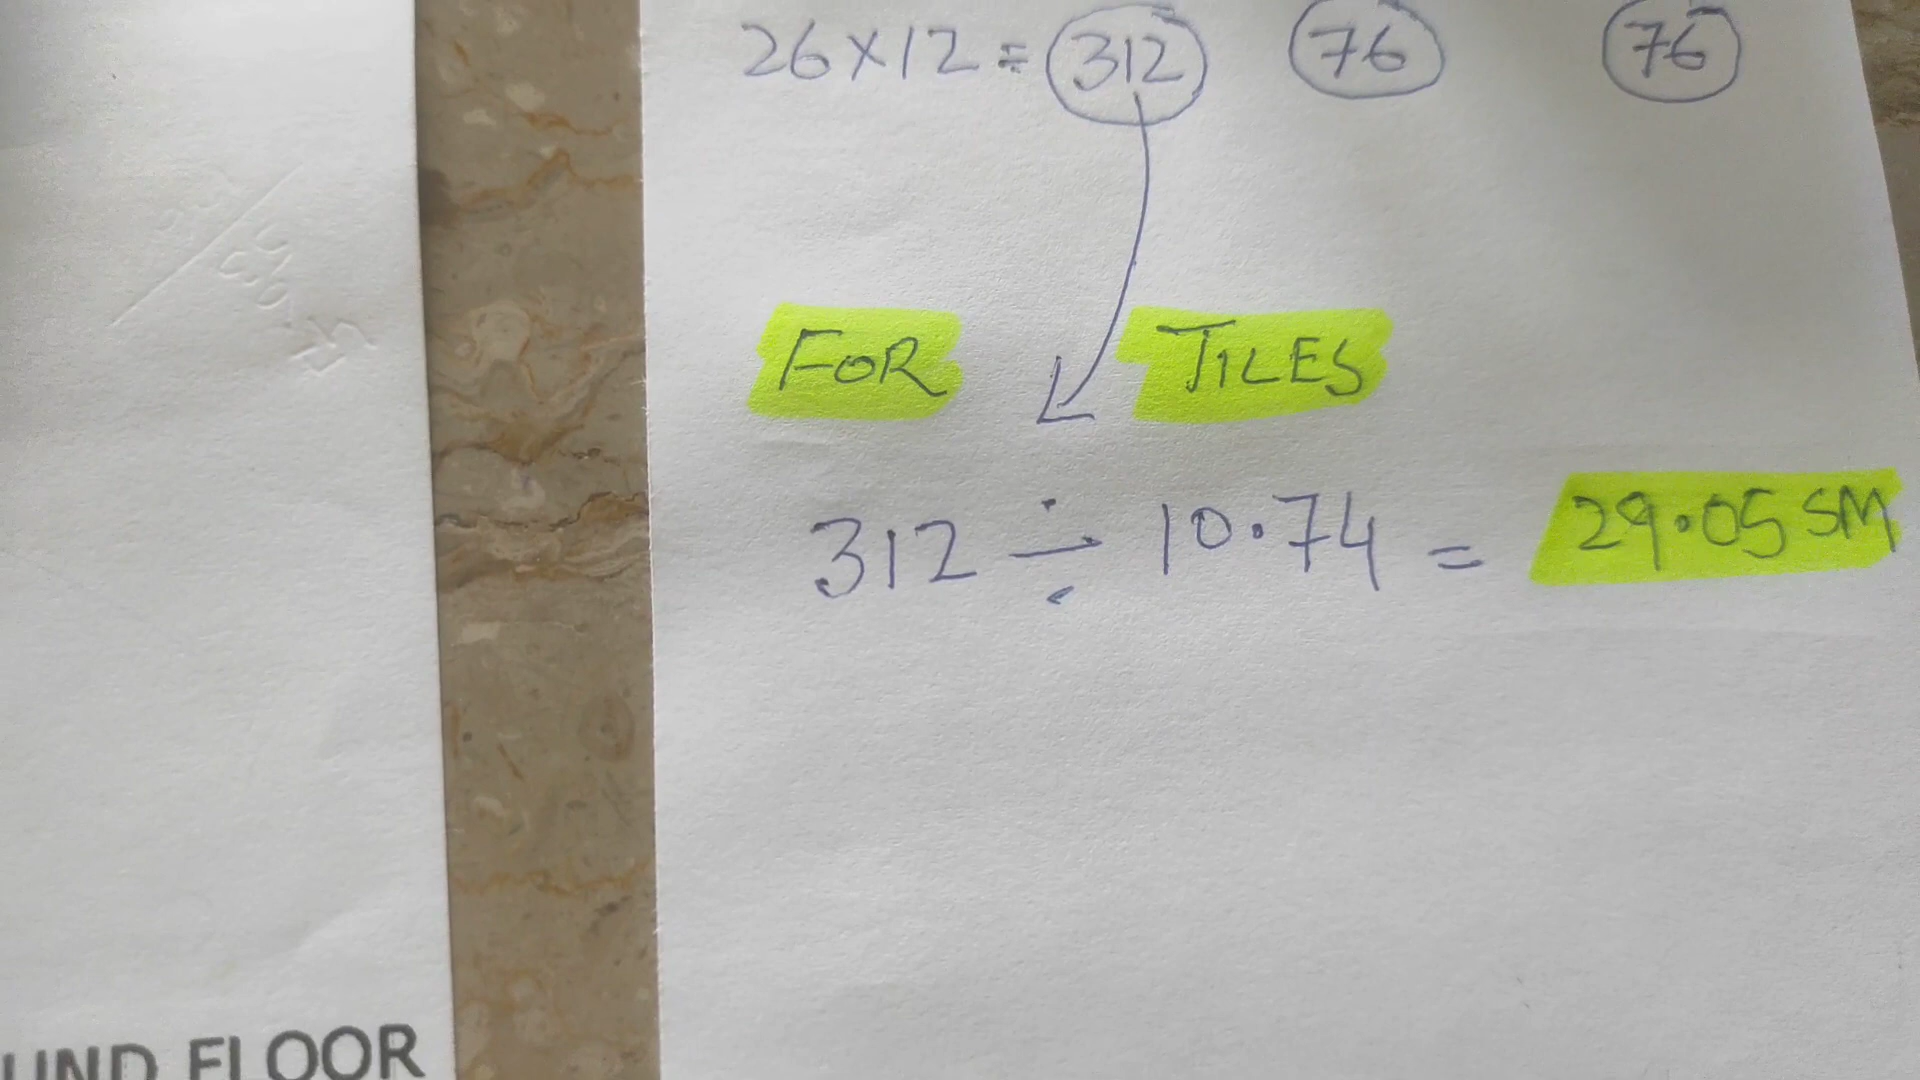 26×12 = 312 76 76
FOR TILES
312 ÷ 10.74 = 29.05 SM
UND FLOOR